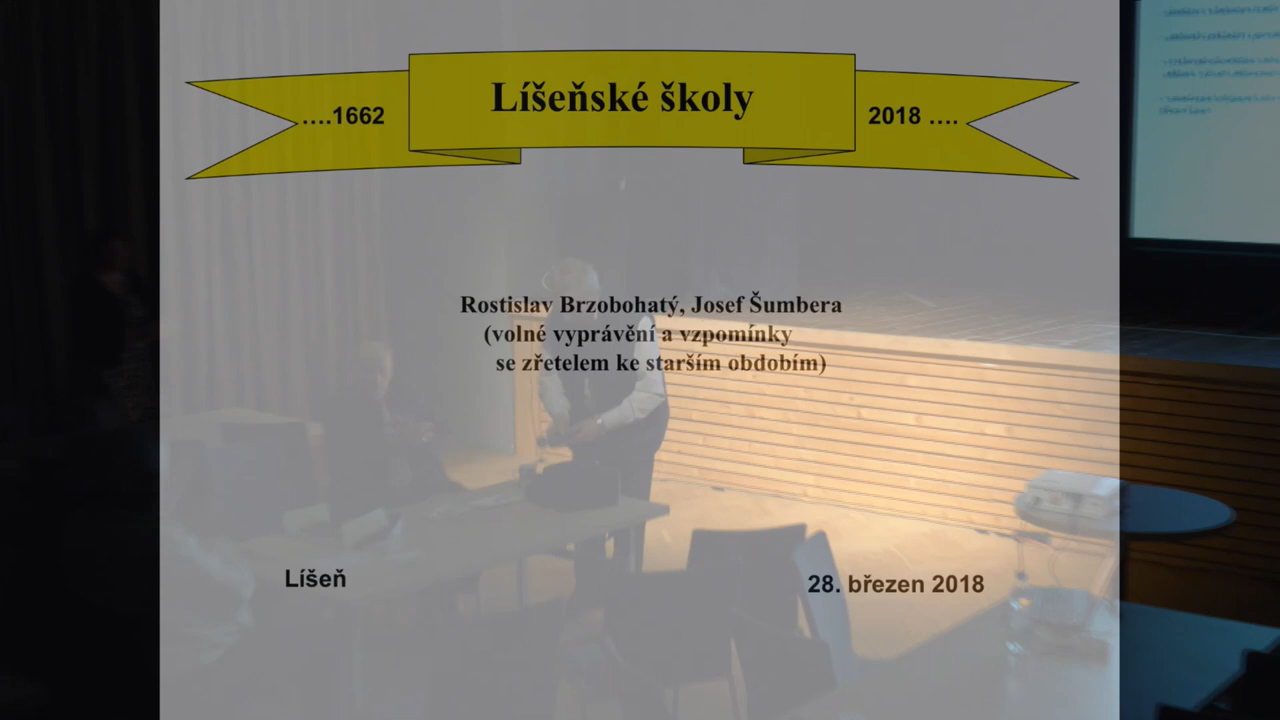 Líšeňské školy
….1662
2018 ….
Rostislav Brzobohatý, Josef Šumbera
(volné vyprávění a vzpomínky
se zřetelem ke starším obdobím)
Líšeň
28. březen 2018